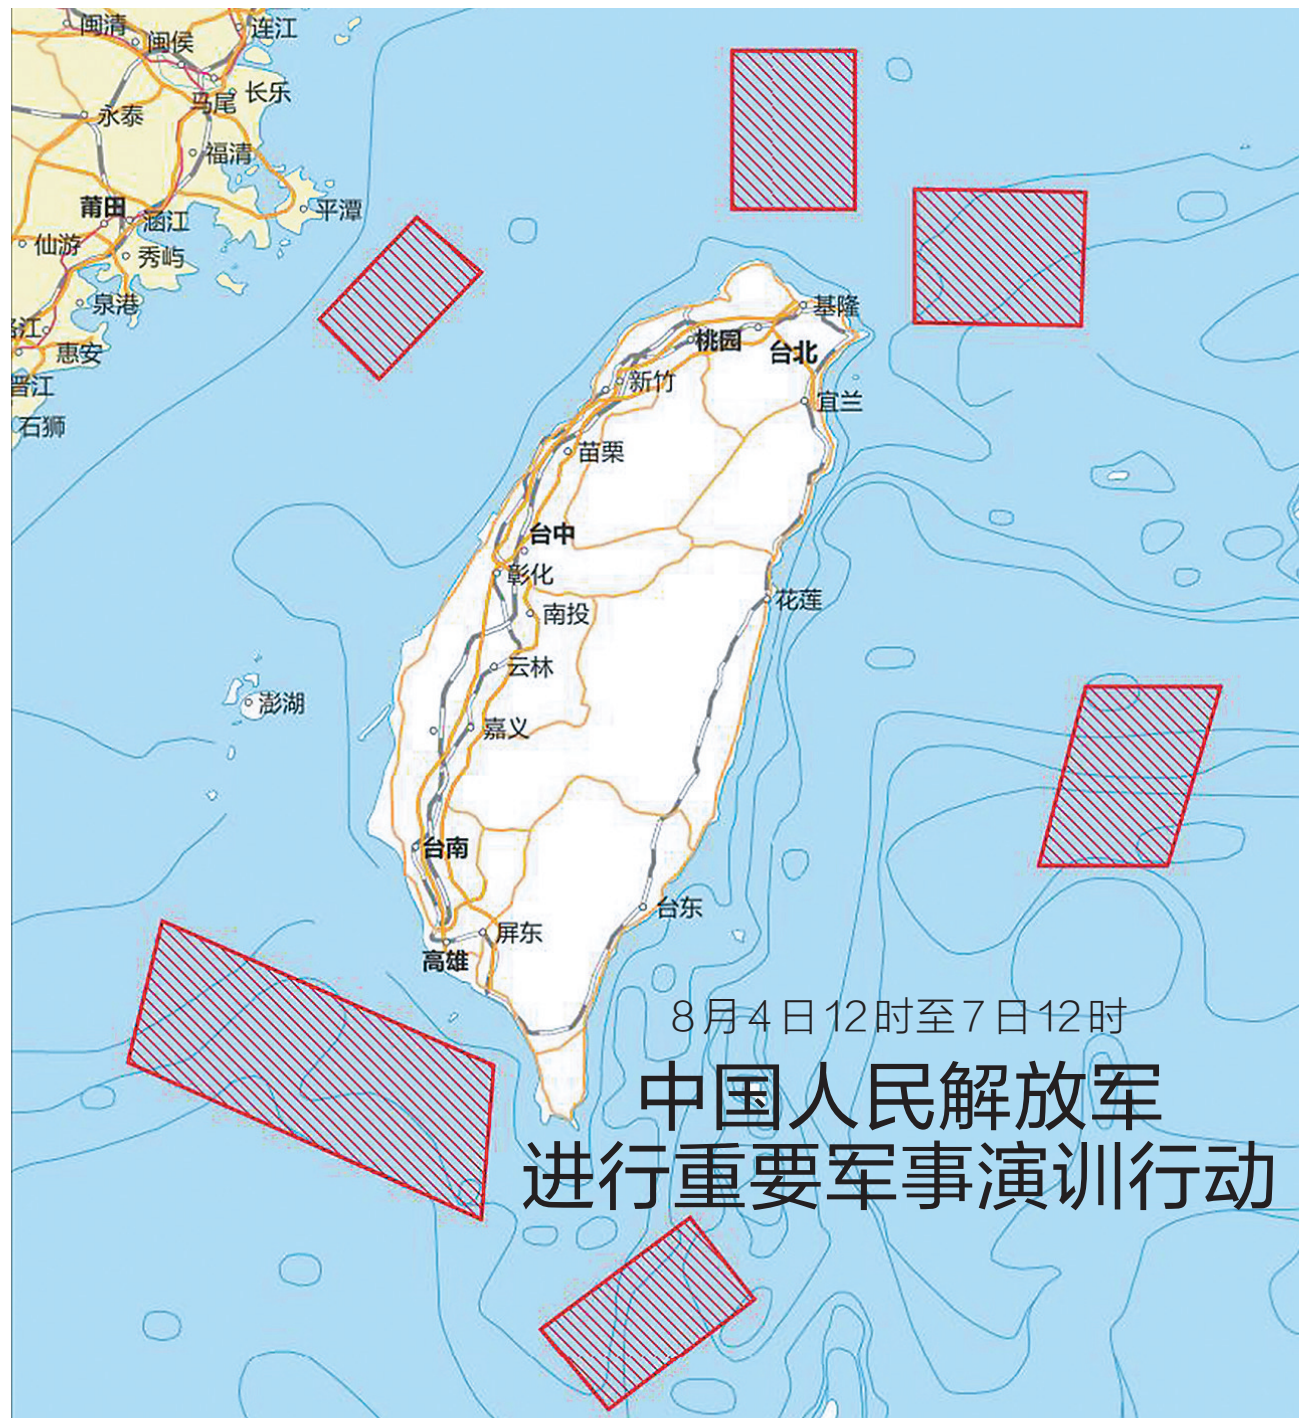 闽清
闽侯
连江
长乐
马尾
永泰
福清
平潭
莆田
涵江
仙游
秀屿
泉港
惠安
晋江
石狮
基隆
桃园
台北
新竹
宜兰
苗栗
台中
彰化
花莲
南投
云林
澎湖
嘉义
台南
台东
屏东
高雄
8月4日12时至7日12时
中国人民解放军
进行重要军事演训行动